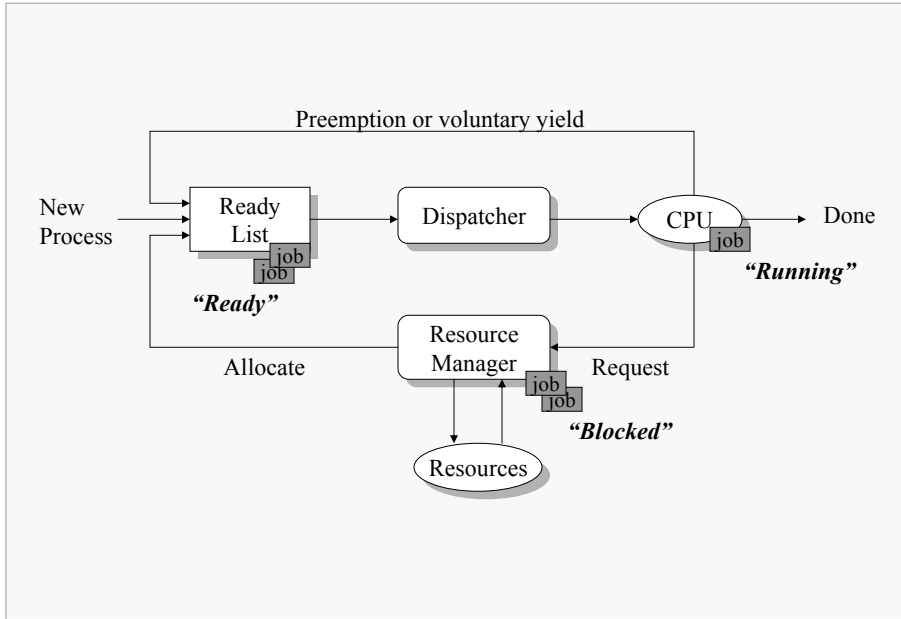 Preemption or voluntary yield
New
Process
Ready
List
job
job
"Ready"
Dispatcher
CPU
job
Done
"Running"
Allocate
Resource
Manager
job
job
Request
"Blocked"
Resources